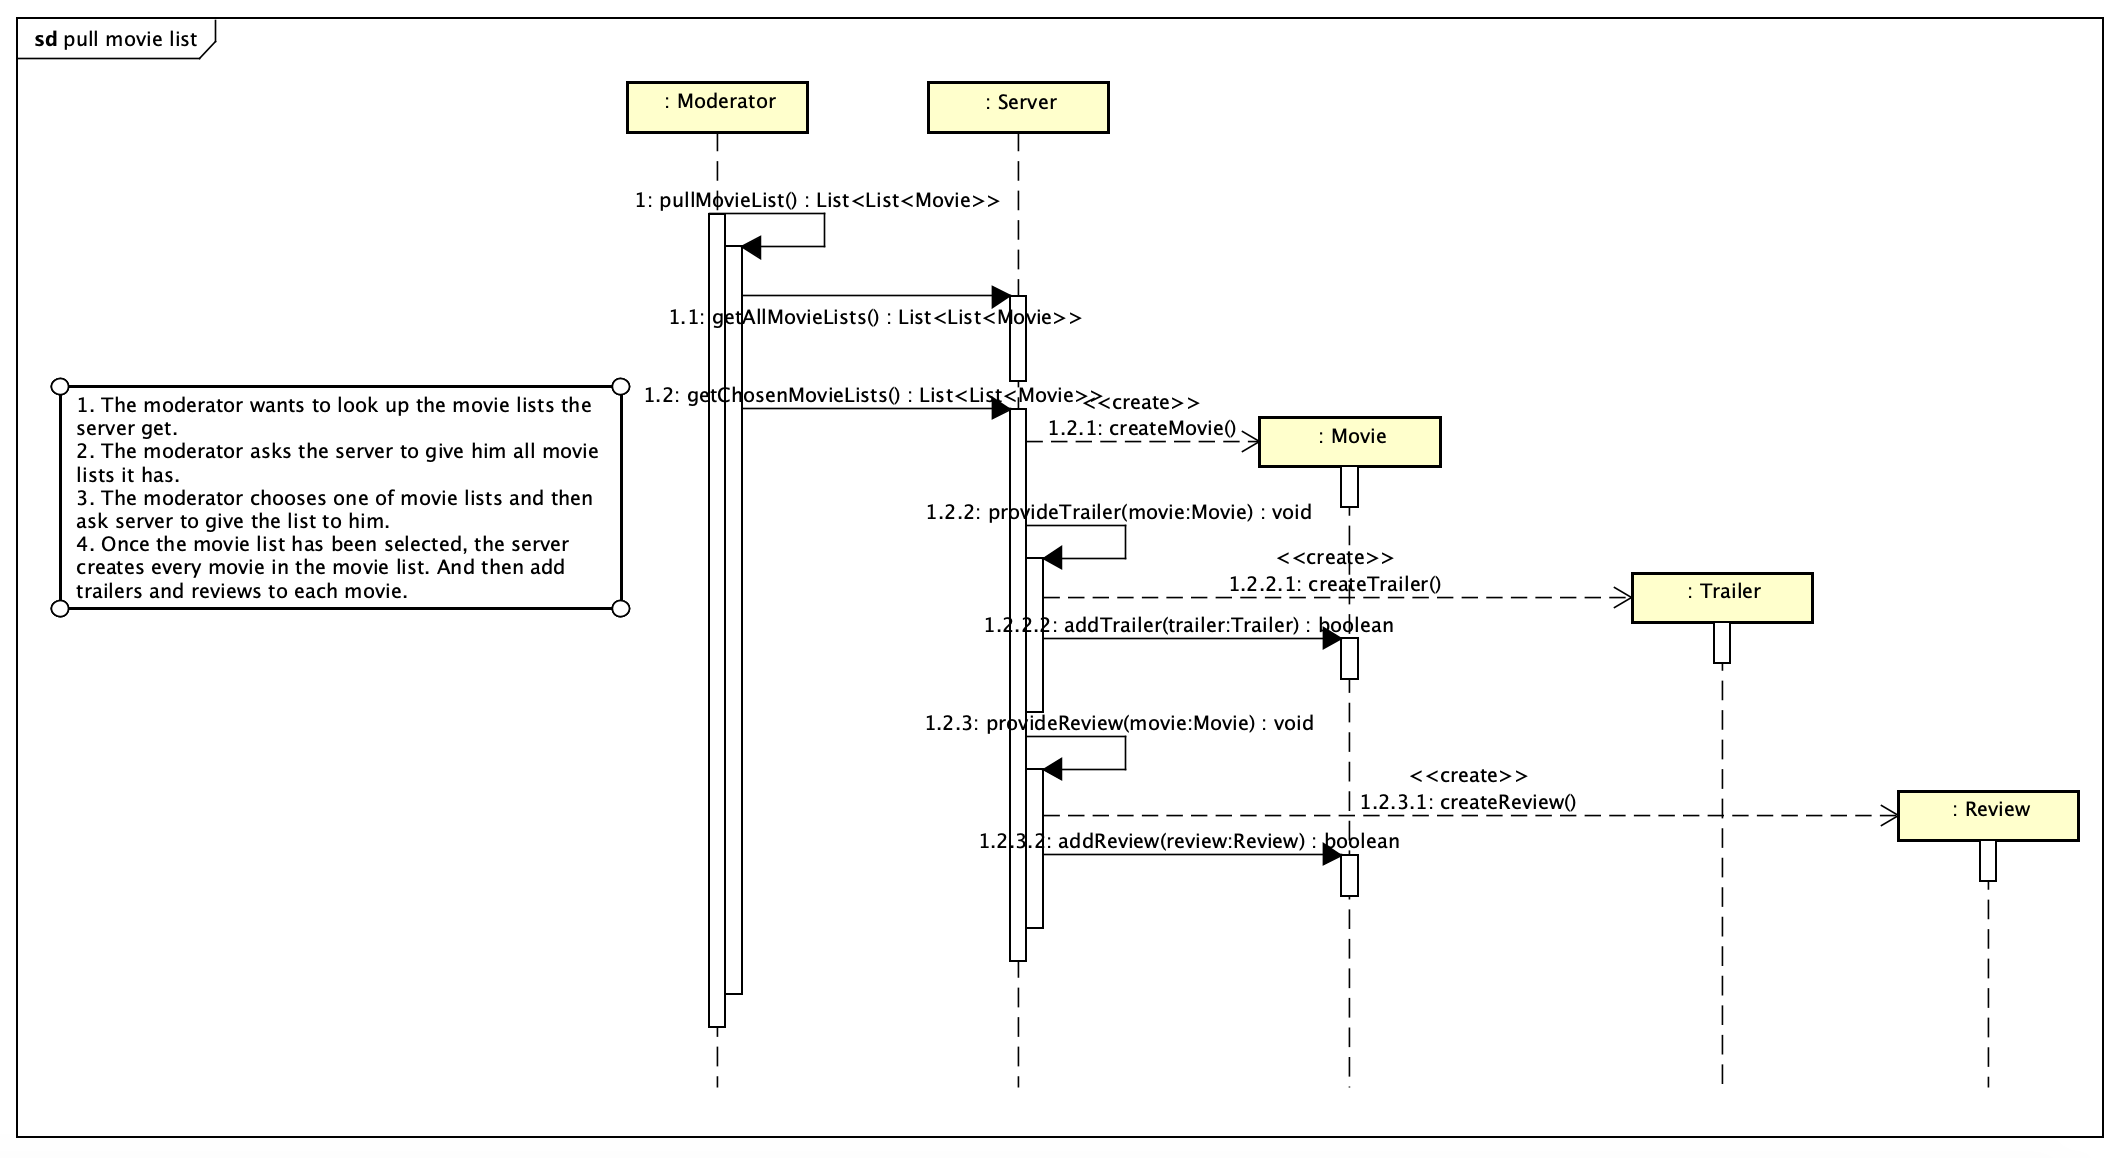 sd pull movie list
: Moderator
: Server
1: pullMovieList() : List<List<Movie>>
1.1: getAllMovieLists() : List<List<Movie>>
1. The moderator wants to look up the movie lists the
server get.
2. The moderator asks the server to give him all movie
lists it has.
3. The moderator chooses one of movie lists and then
ask server to give the list to him.
4. Once the movie list has been selected, the server
creates every movie in the movie list. And then add
trailers and reviews to each movie.
1.2: getChosenMovieLists() : List<List<Movie>>
<<create>>
1.2.1: createMovie()
: Movie
1.2.2: provideTrailer(movie:Movie) : void
<<create>>
1.2.2.1: createTrailer()
: Trailer
1.2.2.2: addTrailer(trailer:Trailer) : boolean
1.2.3: provideReview(movie:Movie) : void
<<create>>
1.2.3.1: createReview()
: Review
1.2.3.2: addReview(review:Review) : boolean